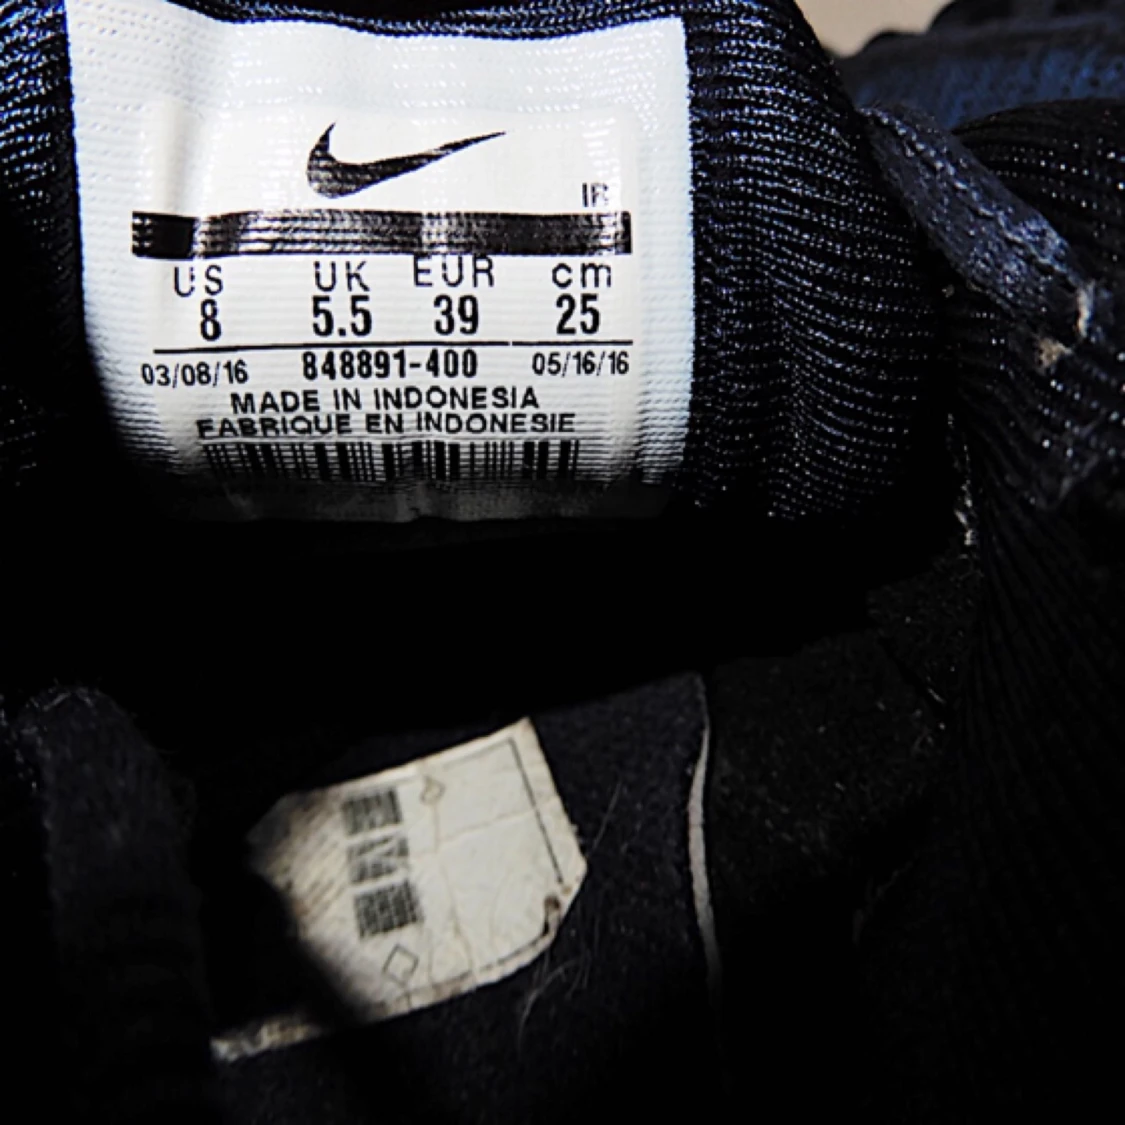 IR
US UK EUR cm
8 5.5 39 25
03/08/16 848891-400 05/16/16
MADE IN INDONESIA
FABRIQUE EN INDONESIE